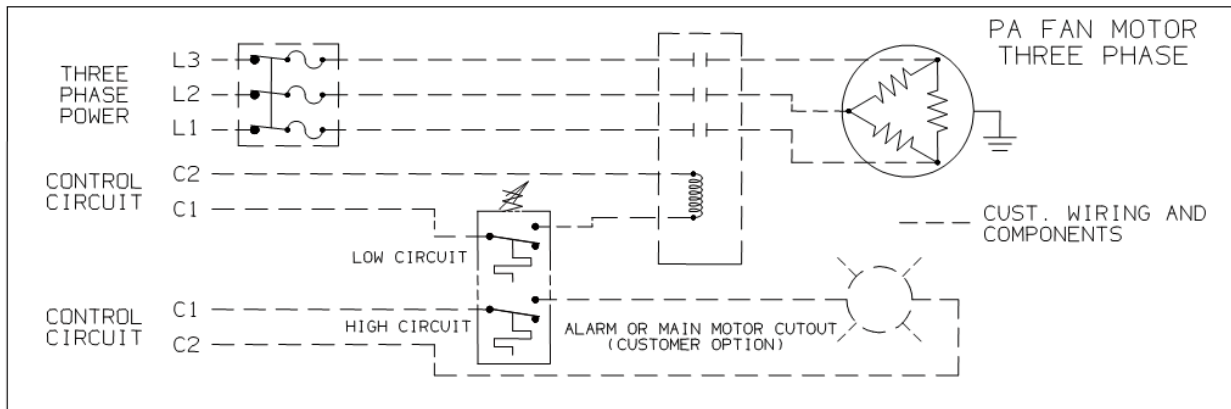 PA FAN MOTOR
THREE PHASE
THREE
PHASE
POWER
L3
L2
L1
CONTROL
CIRCUIT
C2
C1
LOW CIRCUIT
CUST. WIRING AND
COMPONENTS
CONTROL
CIRCUIT
C1
C2
HIGH CIRCUIT
ALARM OR MAIN MOTOR CUTOUT
(CUSTOMER OPTION)